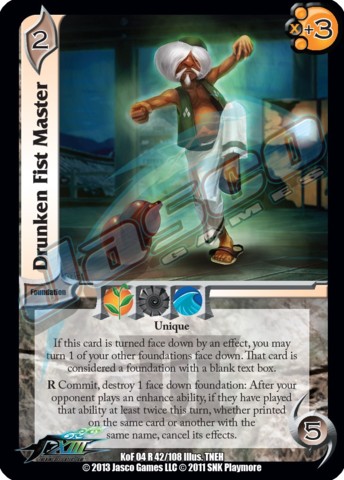 2
+3
Drunken Fist Master
JASCO
GAMES
Foundation
Unique
If this card is turned face down by an effect, you may
turn 1 of your other foundations face down. That card is
considered a foundation with a blank text box.
R Commit, destroy 1 face down foundation: After your
opponent plays an enhance ability, if they have played
that ability at least twice this turn, whether printed
on the same card or another with the
same name, cancel its effects.
5
XIII
KoF 04 R 42/108 Illus. TNEH
© 2013 Jasco Games LLC © 2011 SNK Playmore